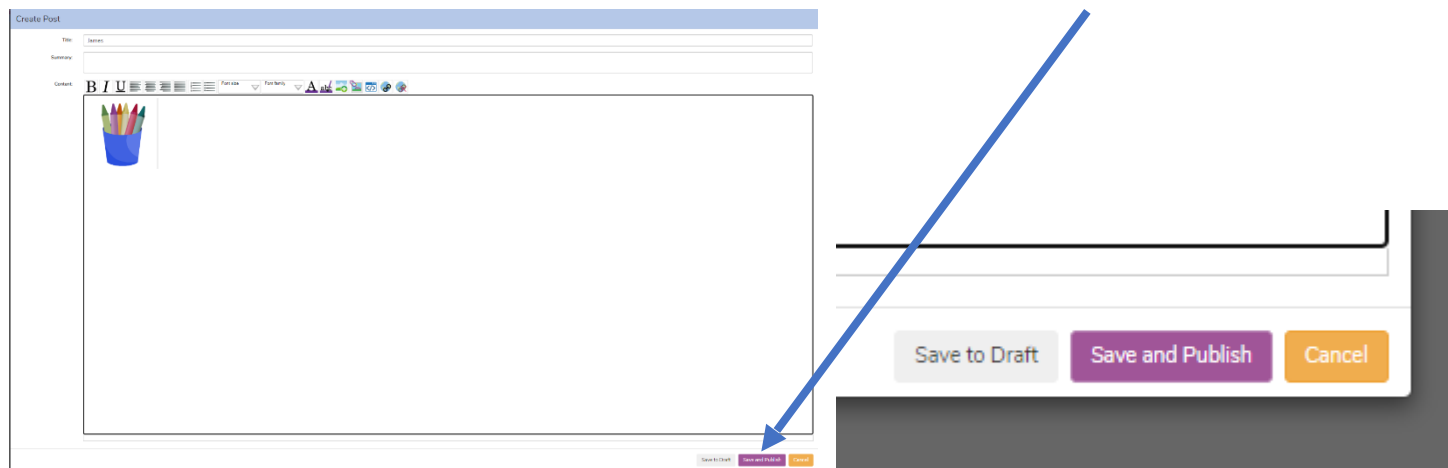 Create Post
Title:
James
Summary:
Content:
B I U Font size Font family A
Save to Draft Save and Publish Cancel
Save to Draft Save and Publish Cancel